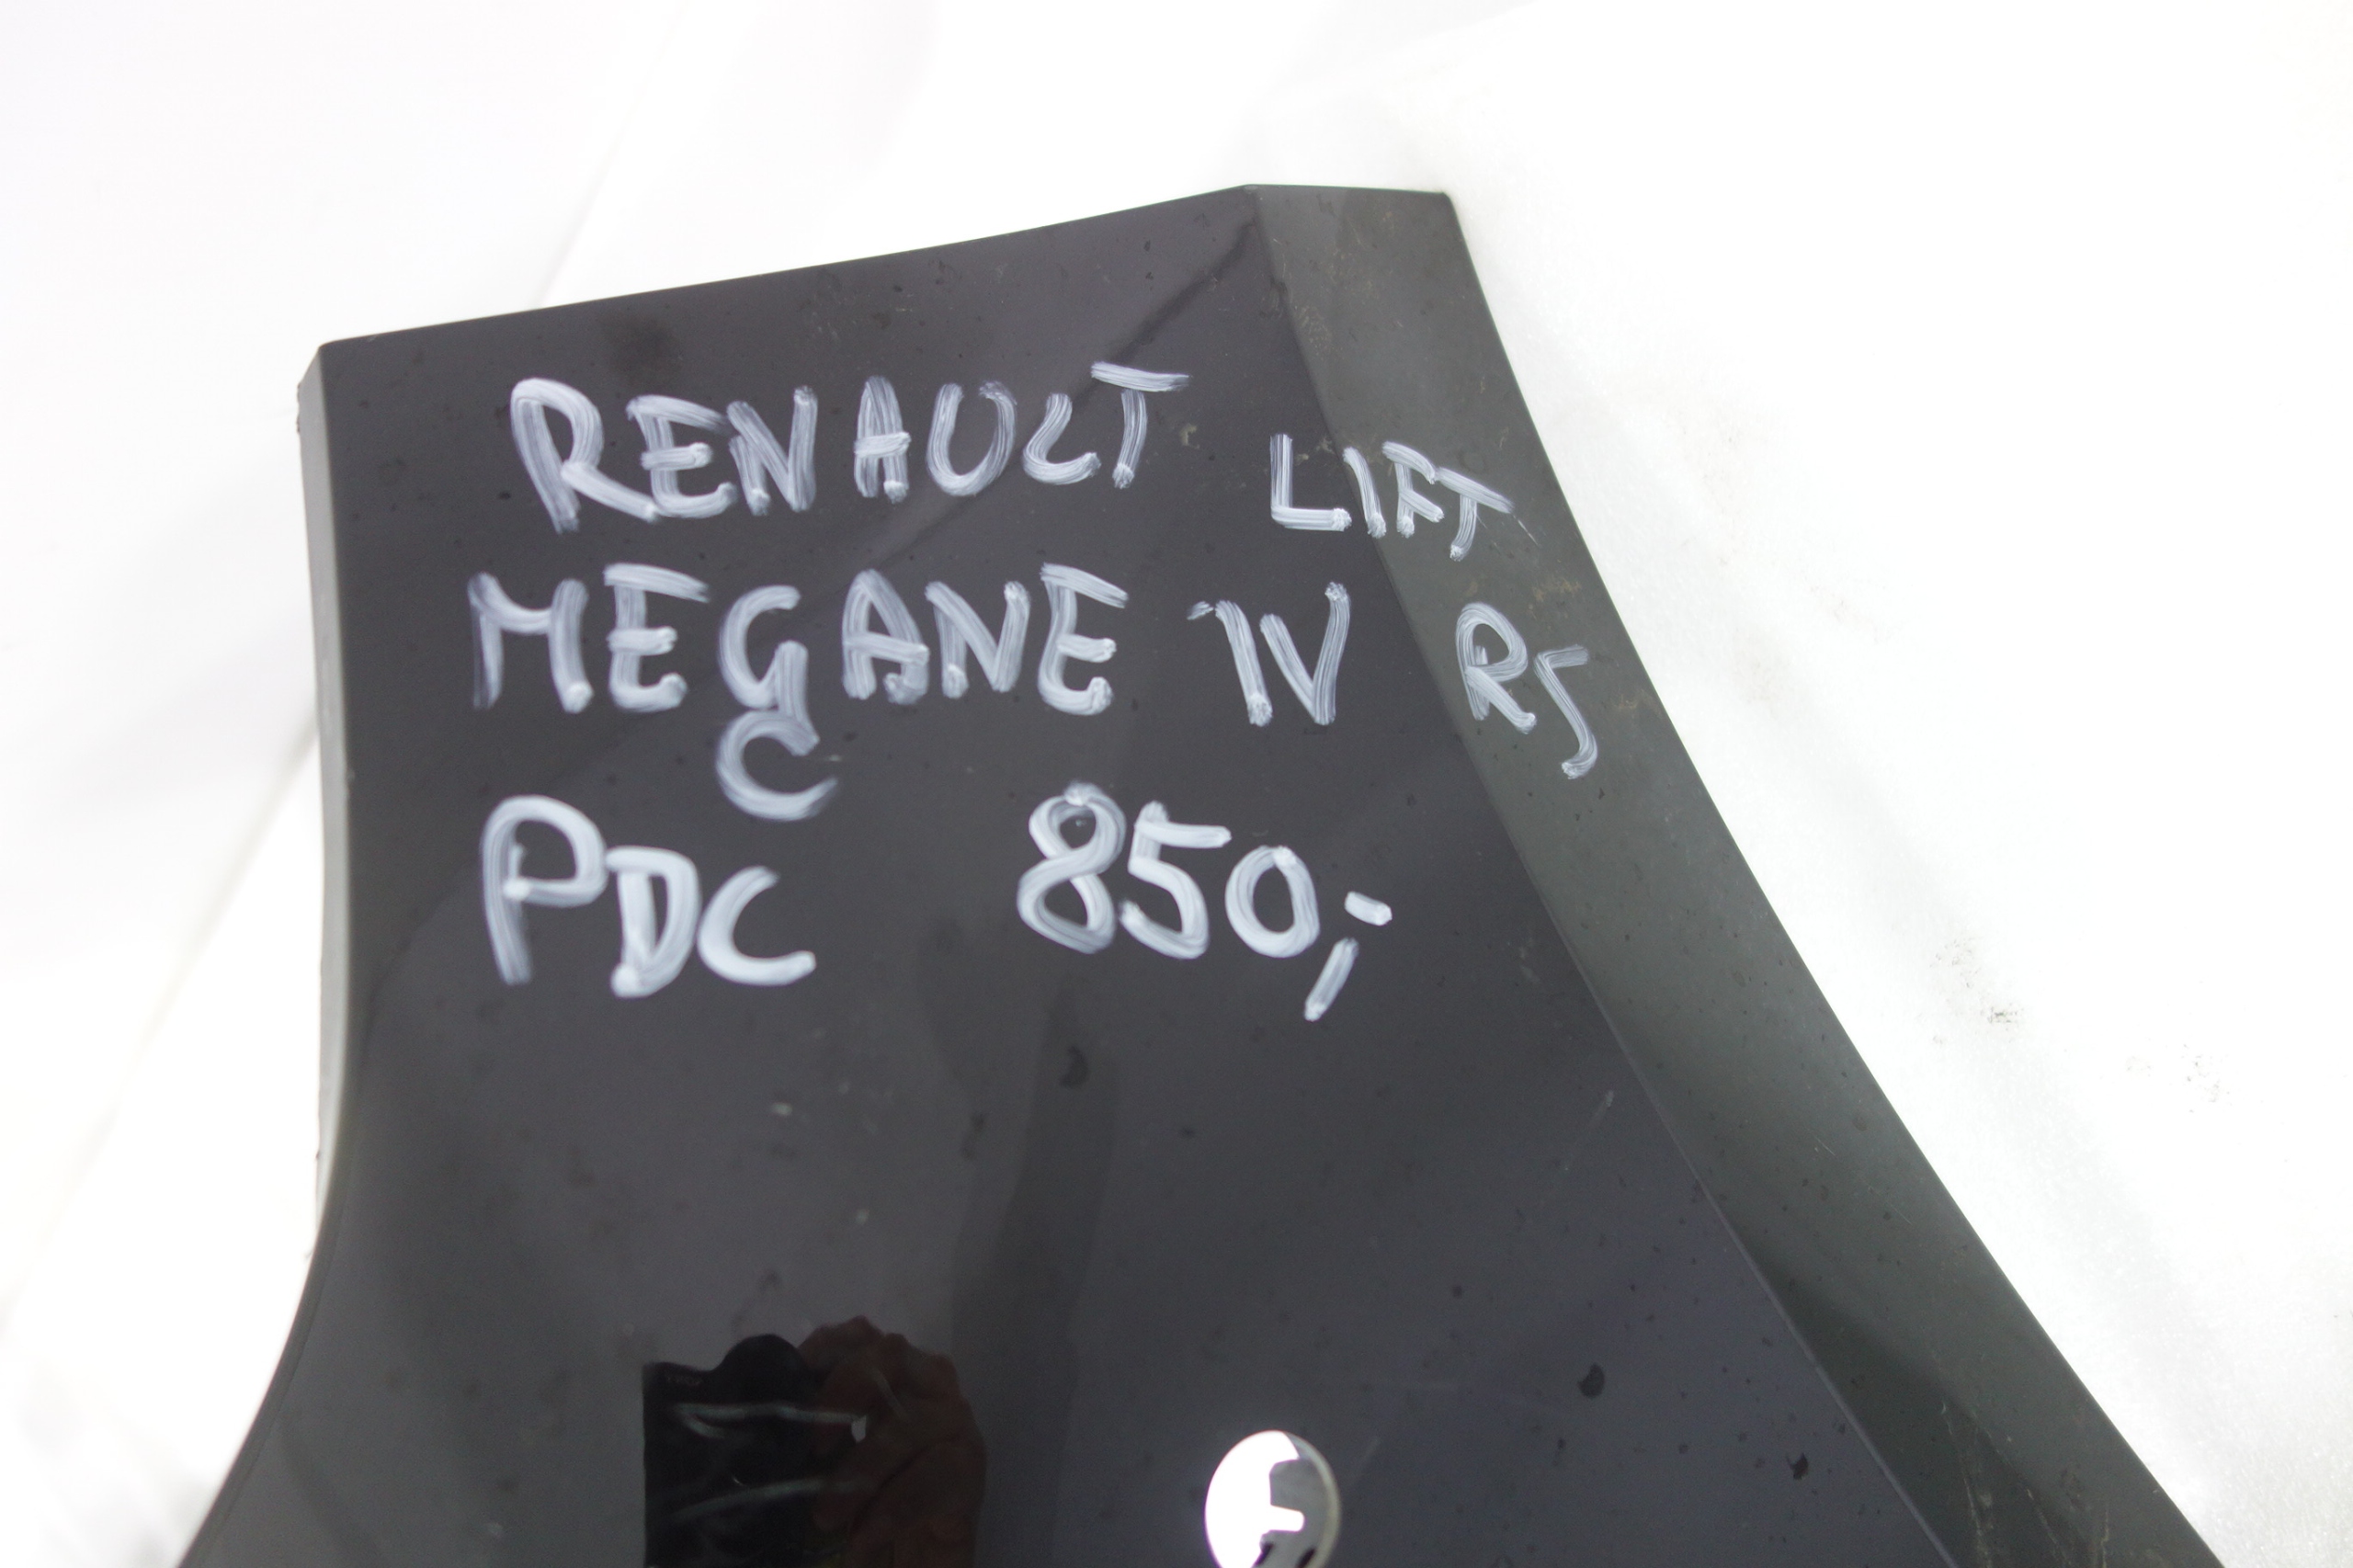 RENAULT LIFT
MEGANE IV RS
C
PDC 850,-